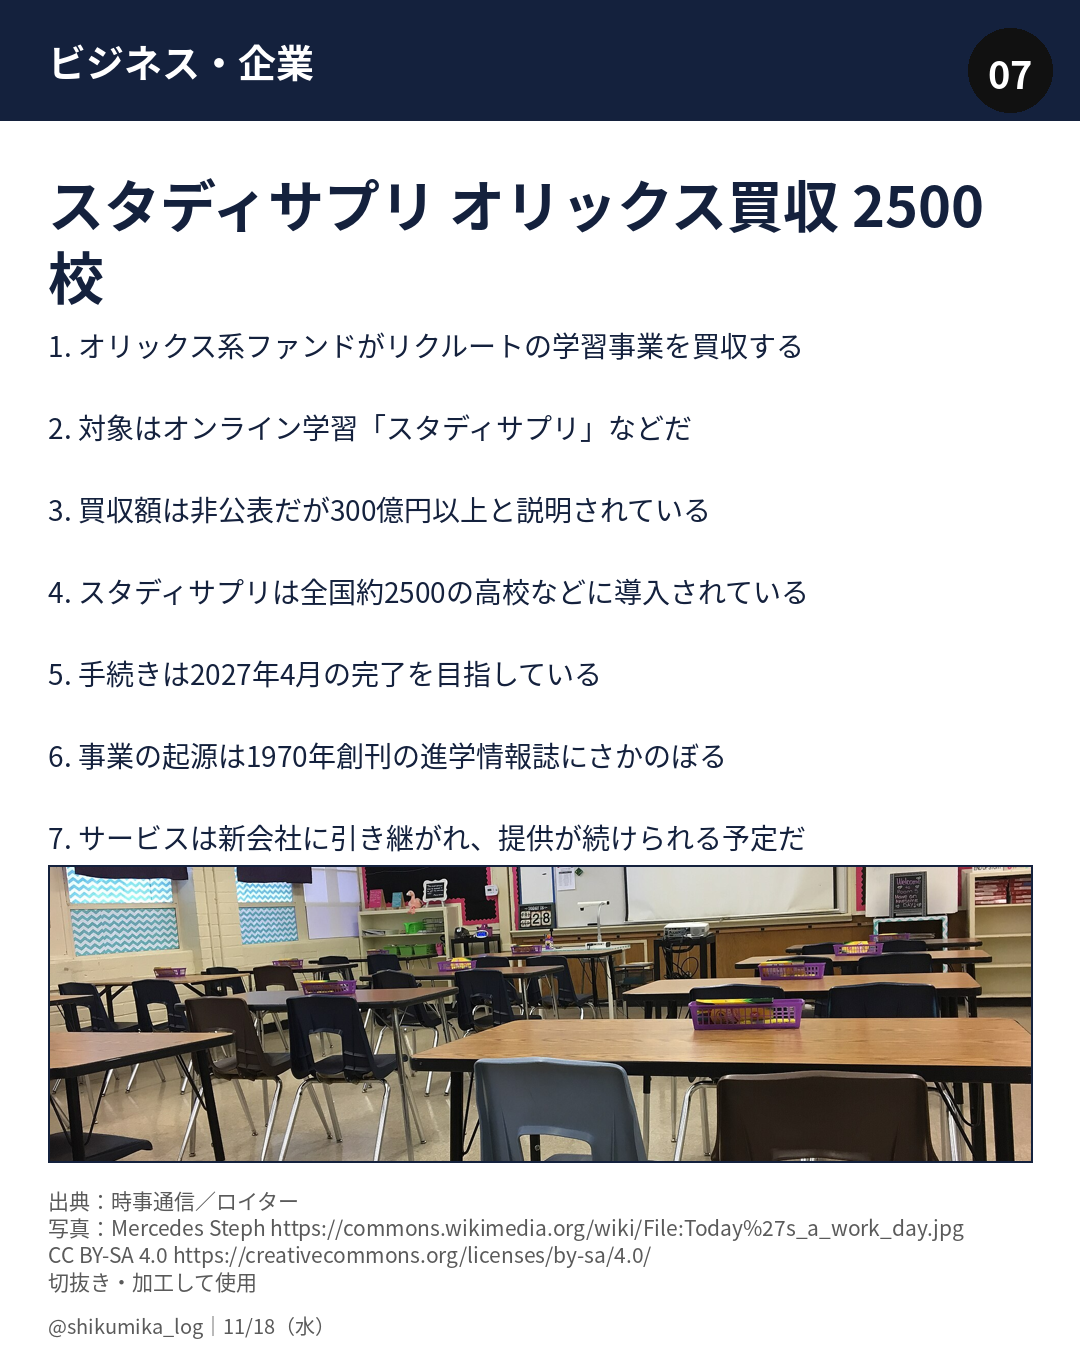 ビジネス・企業
07
スタディサプリ オリックス買収 2500
校
1. オリックス系ファンドがリクルートの学習事業を買収する
2. 対象はオンライン学習「スタディサプリ」などだ
3. 買収額は非公表だが300億円以上と説明されている
4. スタディサプリは全国約2500の高校などに導入されている
5. 手続きは2027年4月の完了を目指している
6. 事業の起源は1970年創刊の進学情報誌にさかのぼる
7. サービスは新会社に引き継がれ、提供が続けられる予定だ
Welcome
28
出典：時事通信／ロイター
写真：Mercedes Steph https://commons.wikimedia.org/wiki/File:Today%27s_a_work_day.jpg
CC BY-SA 4.0 https://creativecommons.org/licenses/by-sa/4.0/
切抜き・加工して使用
@shikumika_log｜11/18（水）